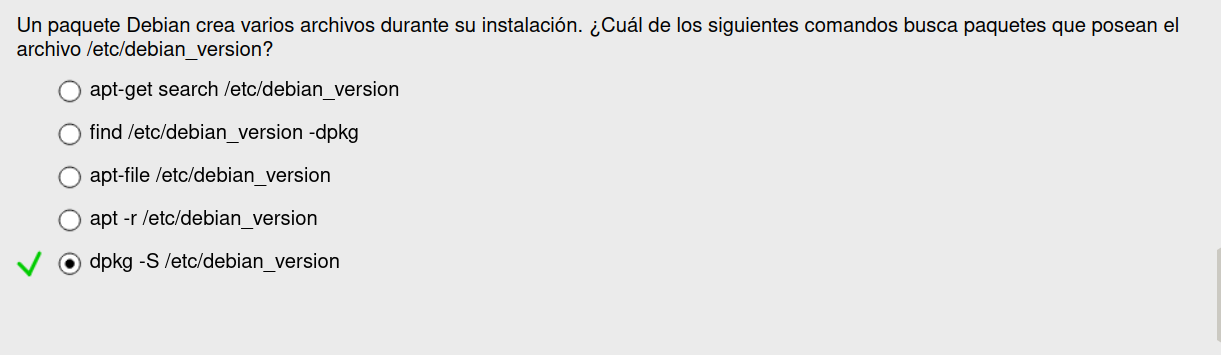 Un paquete Debian crea varios archivos durante su instalación. ¿Cuál de los siguientes comandos busca paquetes que posean el
archivo /etc/debian_version?
apt-get search /etc/debian_version
find /etc/debian_version -dpkg
apt-file /etc/debian_version
apt -r /etc/debian_version
dpkg -S /etc/debian_version